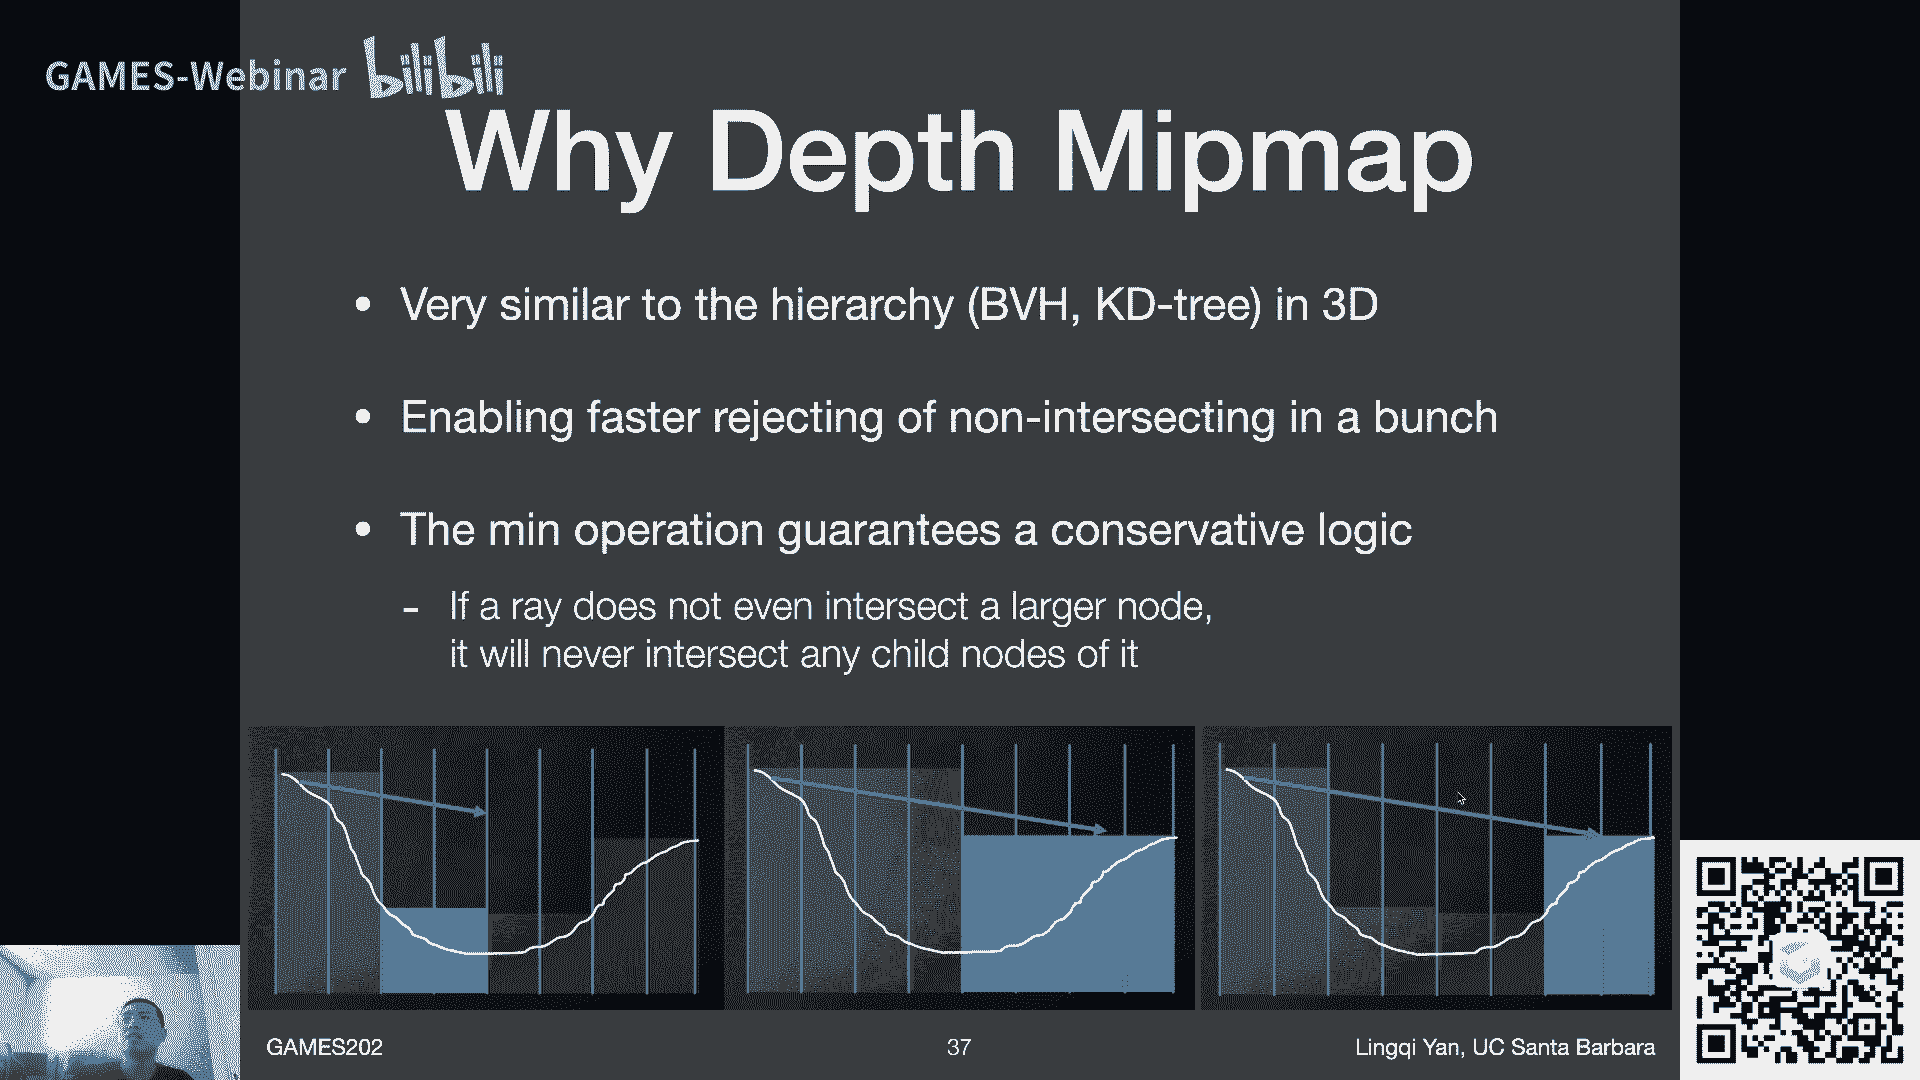 GAMES-Webinar bilibili
Why Depth Mipmap
• Very similar to the hierarchy (BVH, KD-tree) in 3D
• Enabling faster rejecting of non-intersecting in a bunch
• The min operation guarantees a conservative logic
- If a ray does not even intersect a larger node,
it will never intersect any child nodes of it
GAMES202
37
Lingqi Yan, UC Santa Barbara